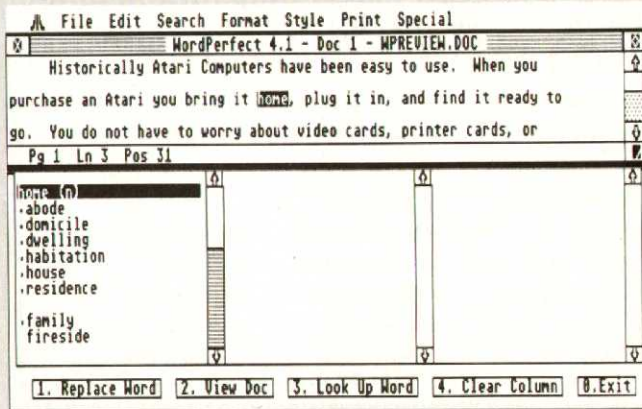 File Edit Search Format Style Print Special
WordPerfect 4.1 - Doc 1 - WPREVIEW.DOC
Historically Atari Computers have been easy to use. When you
purchase an Atari you bring it home, plug it in, and find it ready to
go. You do not have to worry about video cards, printer cards, or
Pg 1 Ln 3 Pos 31
home (n)
·abode
·domicile
·dwelling
·habitation
·house
·residence
·family
fireside
1. Replace Word 2. View Doc 3. Look Up Word 4. Clear Column 0.Exit